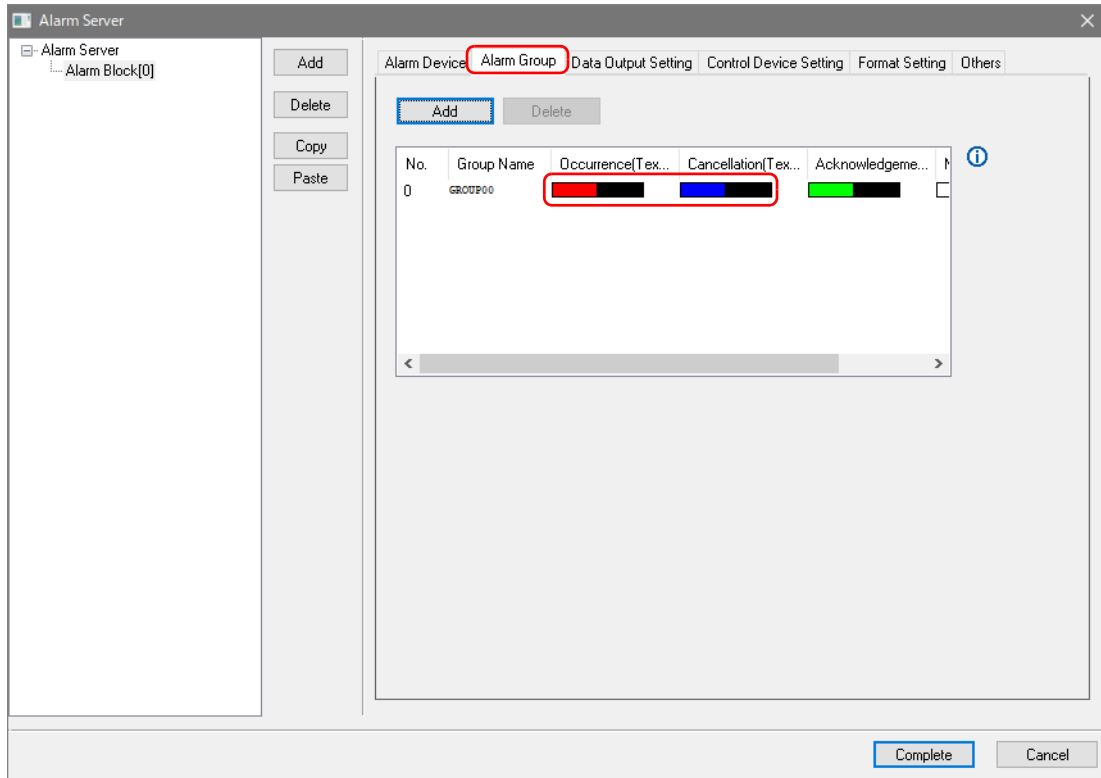 Alarm Server
Alarm Server
Alarm Block[0]
Add
Delete
Copy
Paste
Alarm Device Alarm Group Data Output Setting Control Device Setting Format Setting Others
Add Delete
No. Group Name Occurrence(Tex... Cancellation(Tex... Acknowledgeme...
0 GROUP00
Complete Cancel